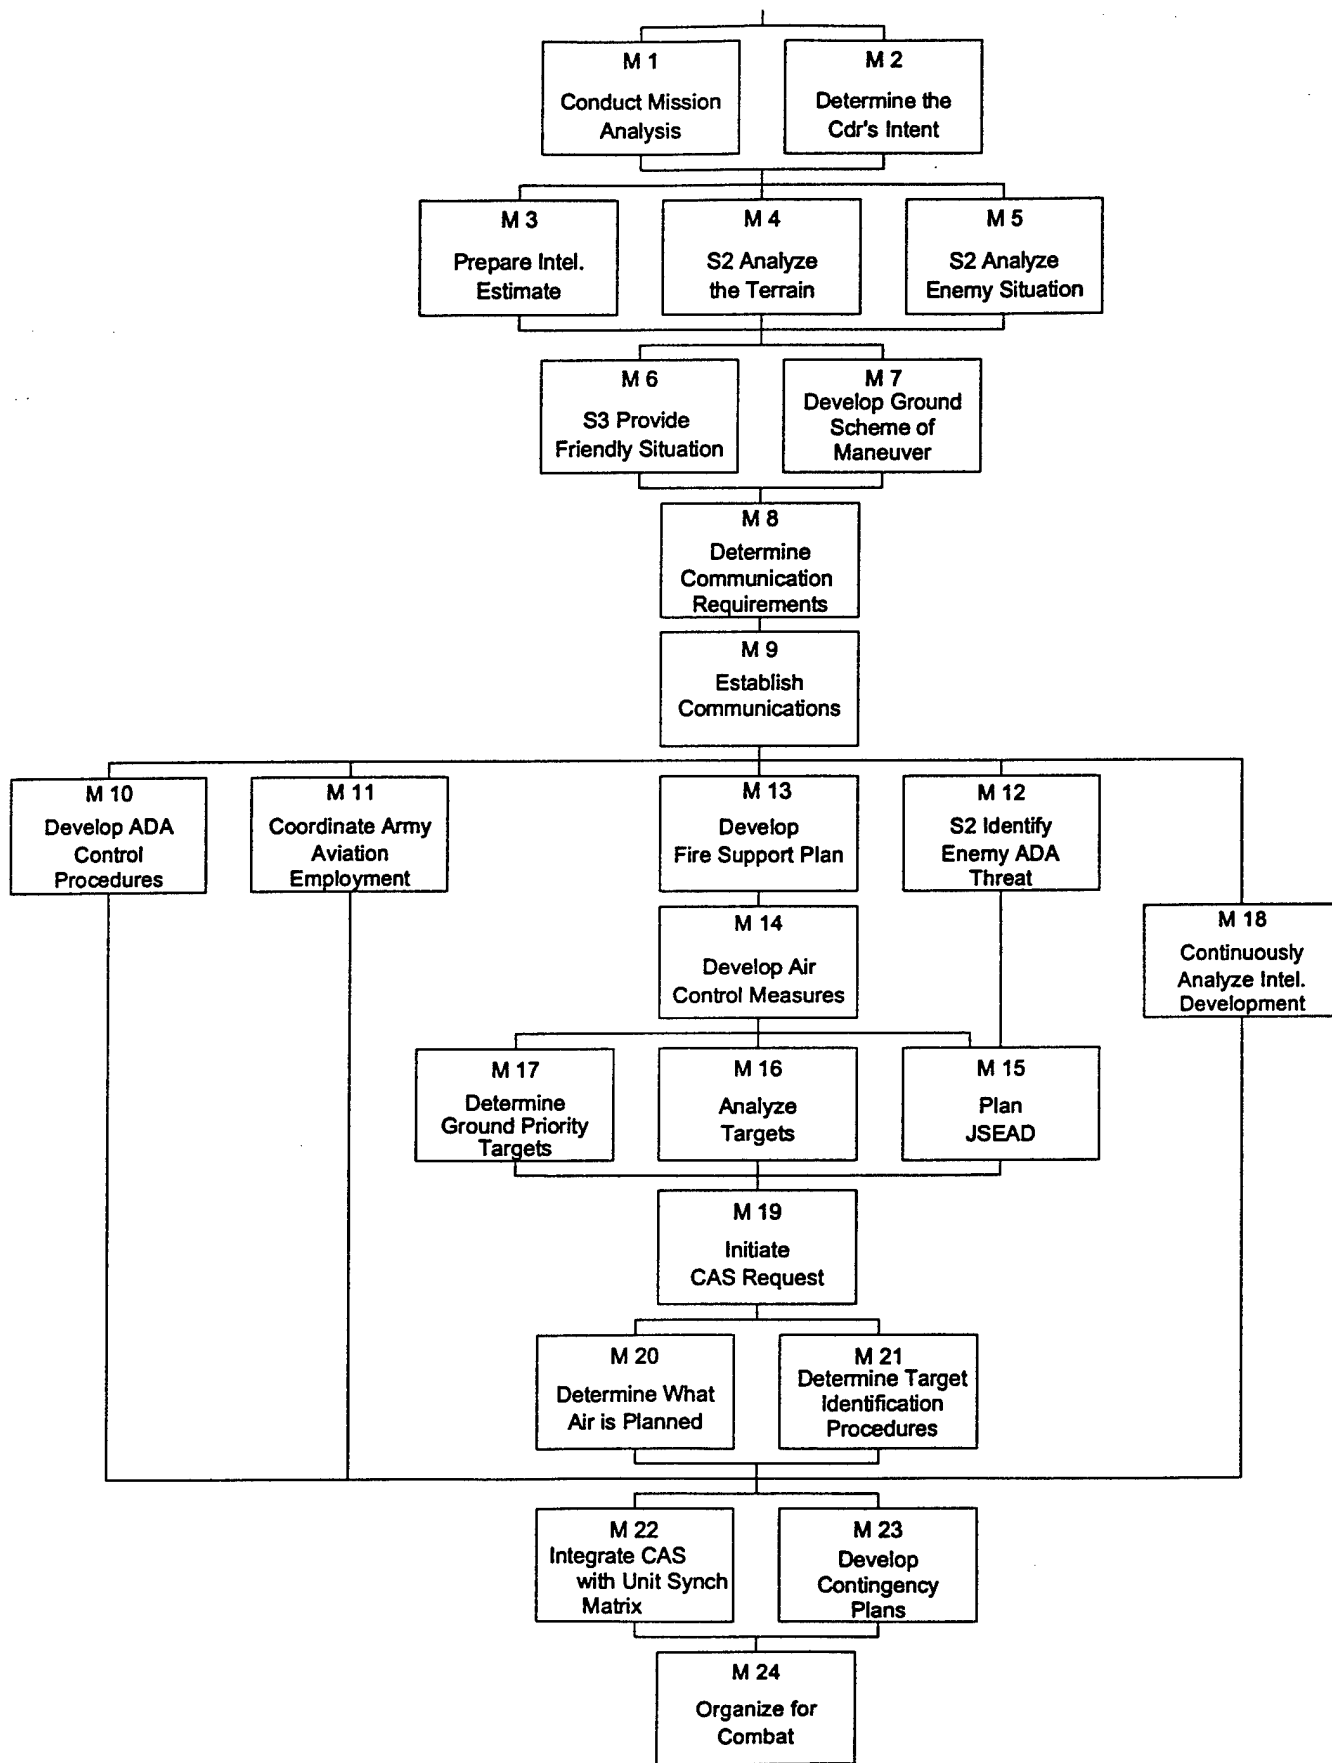 M 1
Conduct Mission
Analysis
M 2
Determine the
Cdr's Intent
M 3
Prepare Intel.
Estimate
M 4
S2 Analyze
the Terrain
M 5
S2 Analyze
Enemy Situation
M 6
S3 Provide
Friendly Situation
M 7
Develop Ground
Scheme of
Maneuver
M 8
Determine
Communication
Requirements
M 9
Establish
Communications
M 10
Develop ADA
Control
Procedures
M 11
Coordinate Army
Aviation
Employment
M 13
Develop
Fire Support Plan
M 12
S2 Identify
Enemy ADA
Threat
M 14
Develop Air
Control Measures
M 18
Continuously
Analyze Intel.
Development
M 17
Determine
Ground Priority
Targets
M 16
Analyze
Targets
M 15
Plan
JSEAD
M 19
Initiate
CAS Request
M 20
Determine What
Air is Planned
M 21
Determine Target
Identification
Procedures
M 22
Integrate CAS
with Unit Synch
Matrix
M 23
Develop
Contingency
Plans
M 24
Organize for
Combat